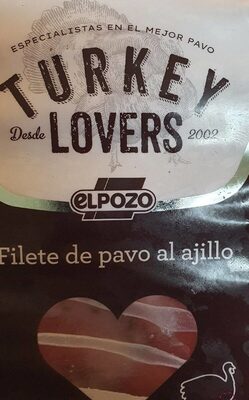 ESPECIALISTAS EN EL MEJOR PAVO
TURKEY
Desde LOVERS 2002
ELPOZO
Filete de pavo al ajillo